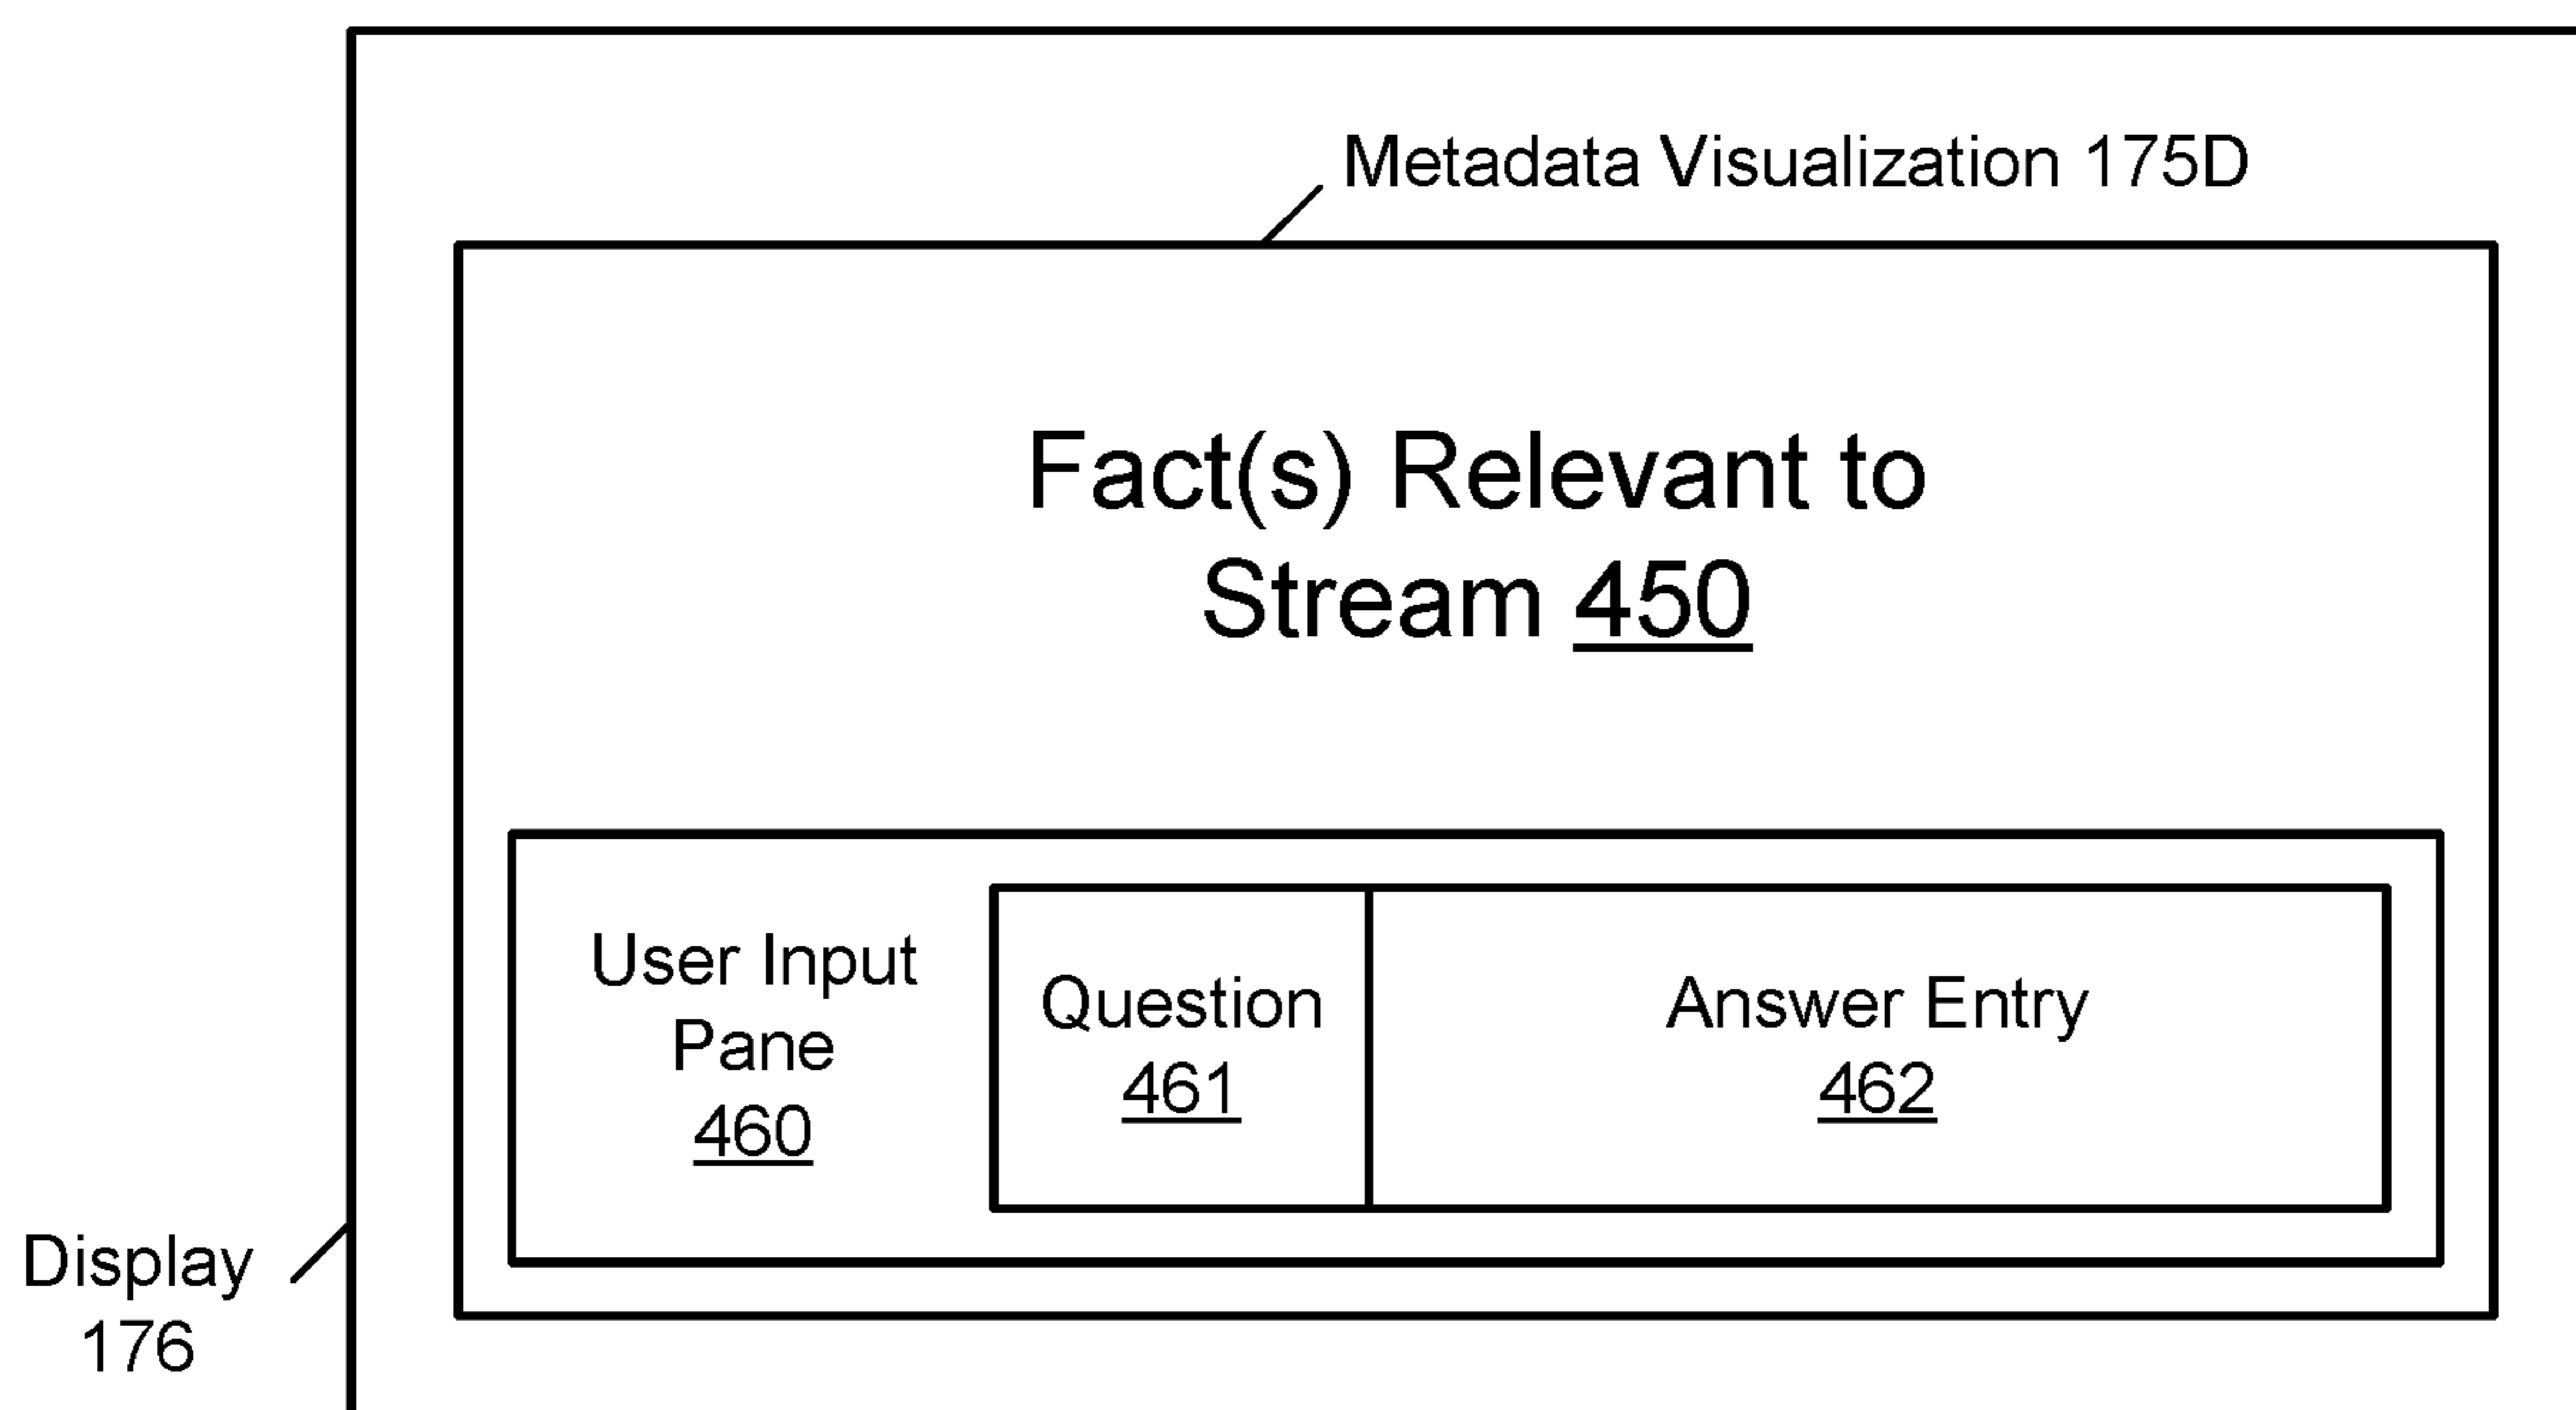 Metadata Visualization 175D
Fact(s) Relevant to
Stream 450
User Input
Pane
460
Question
461
Answer Entry
462
Display
176